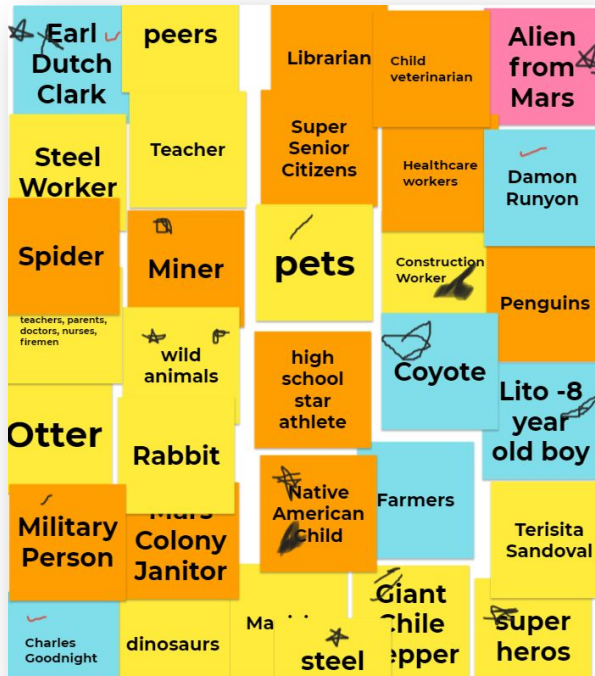 Earl
Dutch
Clark
peers
Librarian
Child
veterinarian
Alien
from
Mars
Steel
Worker
Teacher
Super
Senior
Citizens
Healthcare
workers
Damon
Runyon
Spider
Miner
pets
Construction
Worker
Penguins
teachers, parents,
doctors, nurses,
firemen
wild
animals
high
school
star
athlete
Coyote
Lito -8
year
old boy
Otter
Rabbit
Military
Person
Mars
Colony
Janitor
Native
American
Child
Farmers
Terisita
Sandoval
Charles
Goodnight
dinosaurs
steel
Giant
Chile
epper
super
heros